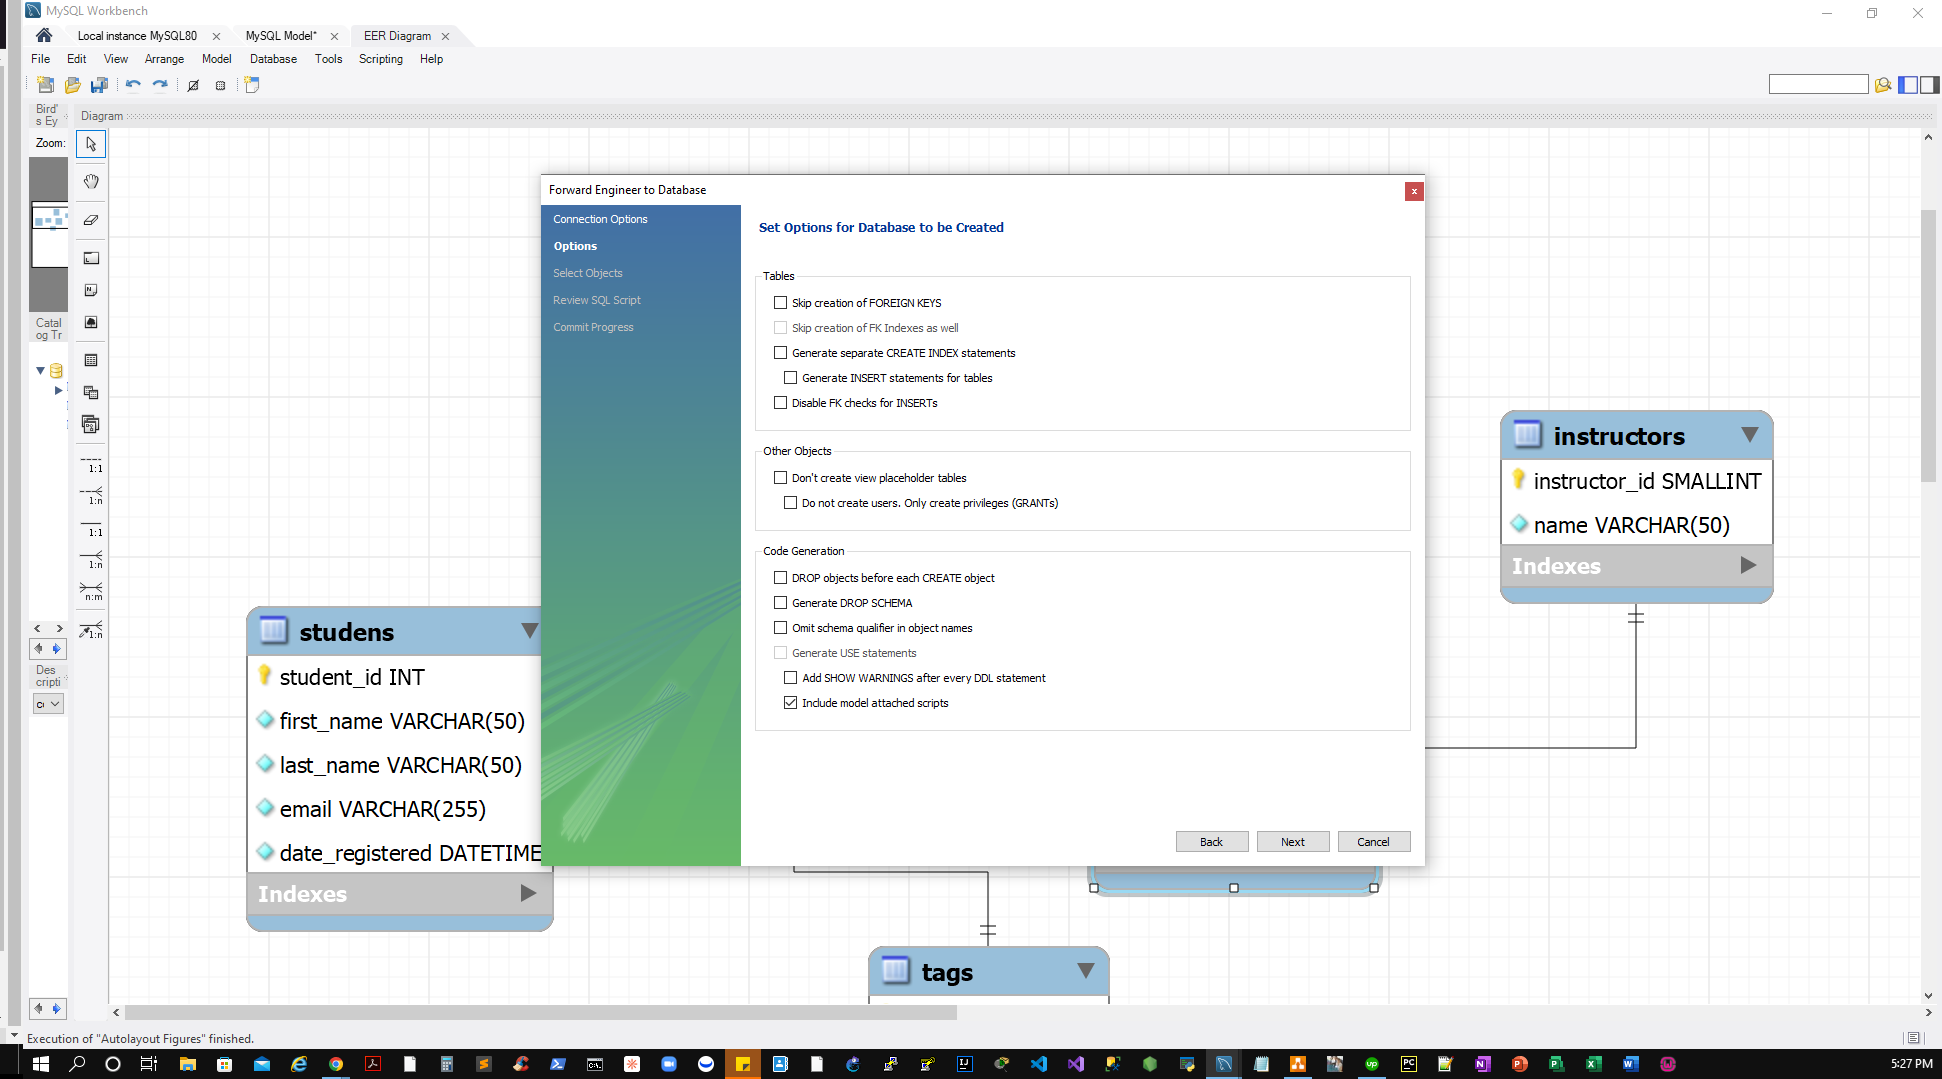 MySQL Workbench
Local instance MySQL80
MySQL Model*
EER Diagram
File Edit View Arrange Model Database Tools Scripting Help
Bird'
s Ey
Diagram
Zoom:
Catal
og Tr
1:1
1:n
1:1
1:n
n:m
1:n
Des
cripti
Forward Engineer to Database
Connection Options
Options
Select Objects
Review SQL Script
Commit Progress
Set Options for Database to be Created
Tables
Skip creation of FOREIGN KEYS
Skip creation of FK Indexes as well
Generate separate CREATE INDEX statements
Generate INSERT statements for tables
Disable FK checks for INSERTs
Other Objects
Don't create view placeholder tables
Do not create users. Only create privileges (GRANTs)
Code Generation
DROP objects before each CREATE object
Generate DROP SCHEMA
Omit schema qualifier in object names
Generate USE statements
Add SHOW WARNINGS after every DDL statement
Include model attached scripts
Back Next Cancel
instructors
instructor_id SMALLINT
name VARCHAR(50)
Indexes
studens
student_id INT
first_name VARCHAR(50)
last_name VARCHAR(50)
email VARCHAR(255)
date_registered DATETIME
Indexes
tags
Execution of "Autolayout Figures" finished.
5:27 PM